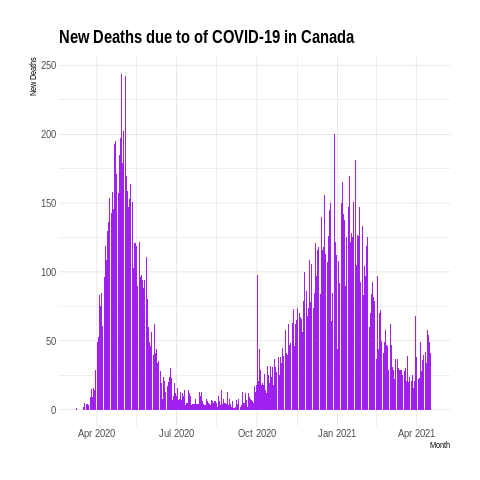 New Deaths due to of COVID-19 in Canada
New Deaths
250
200
150
100
50
0
Apr 2020 Jul 2020 Oct 2020 Jan 2021 Apr 2021
Month